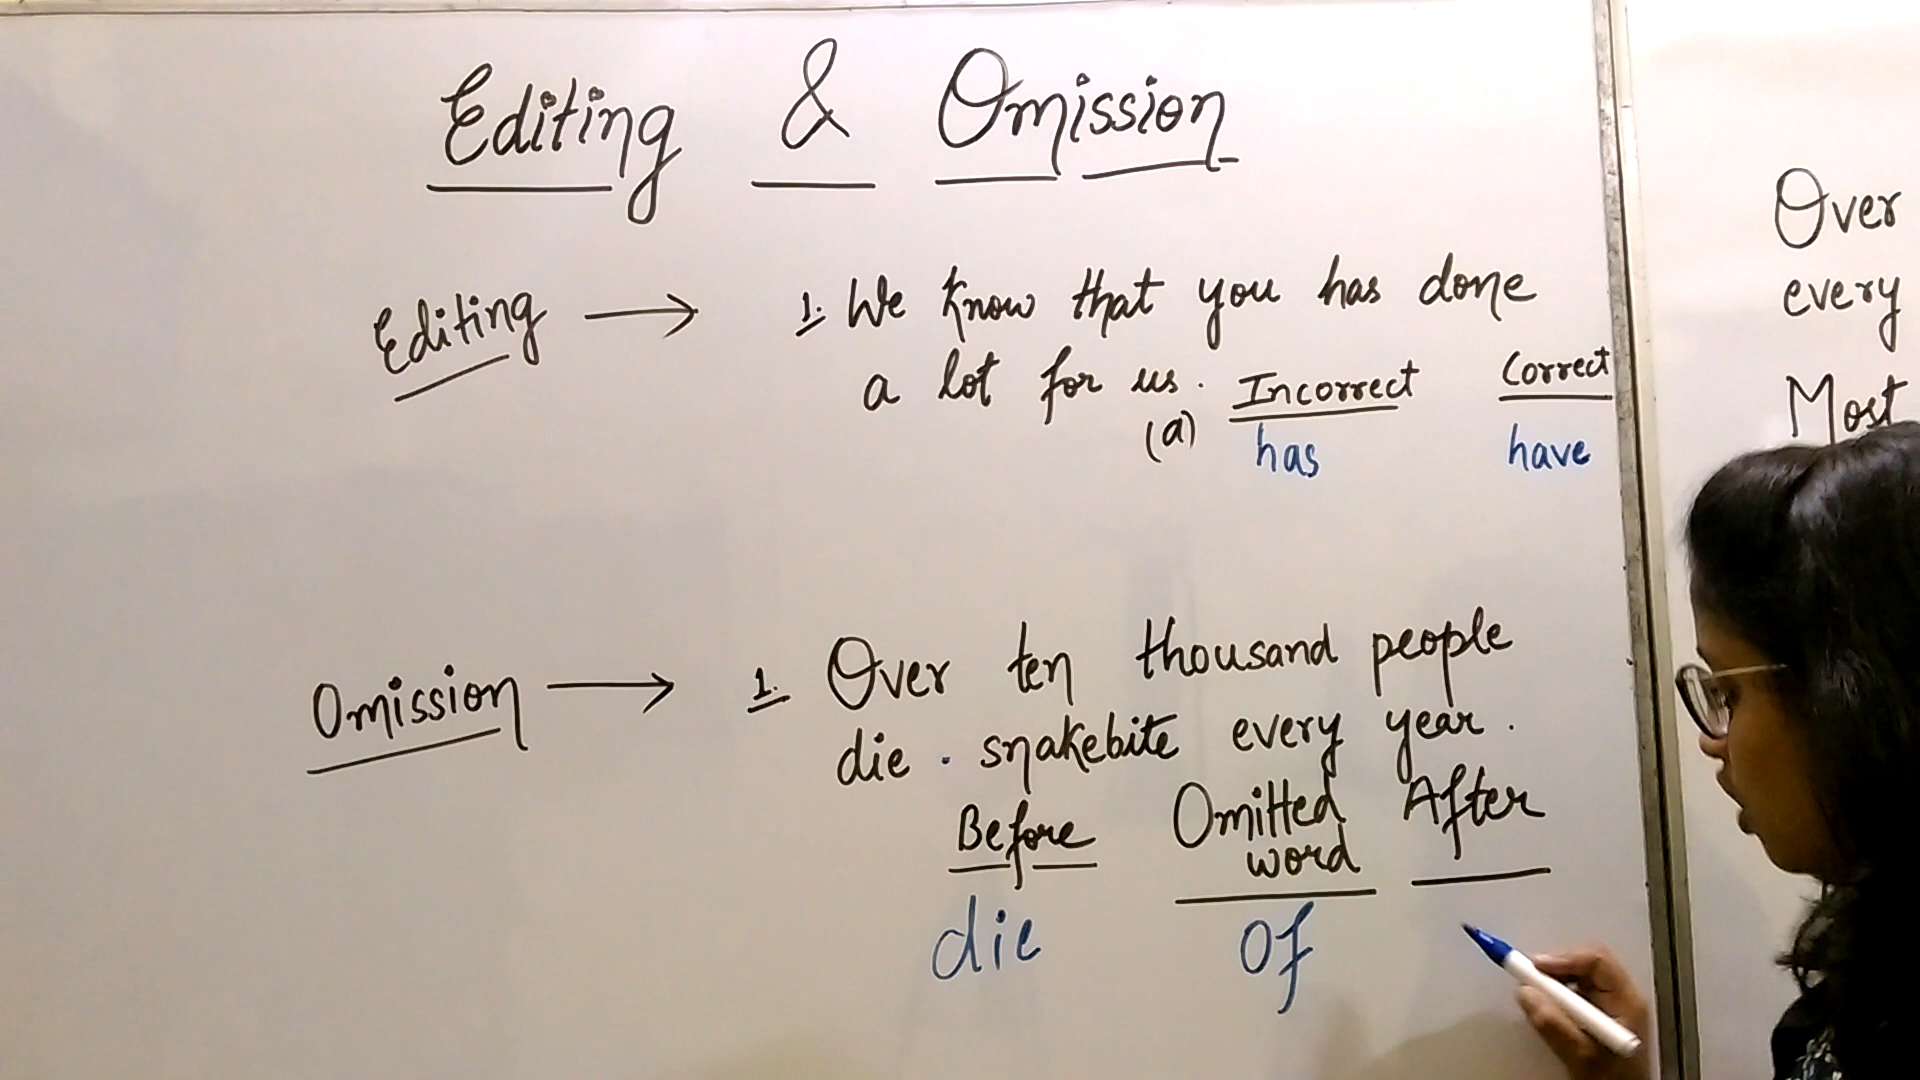 Editing & Omission
Editing → 1. We know that you has done
a lot for us.
Incorrect Correct
(a) has have
Omission → 1. Over ten thousand people
die . snakebite every year.
Before Omitted word After
die of
Over
every
Most